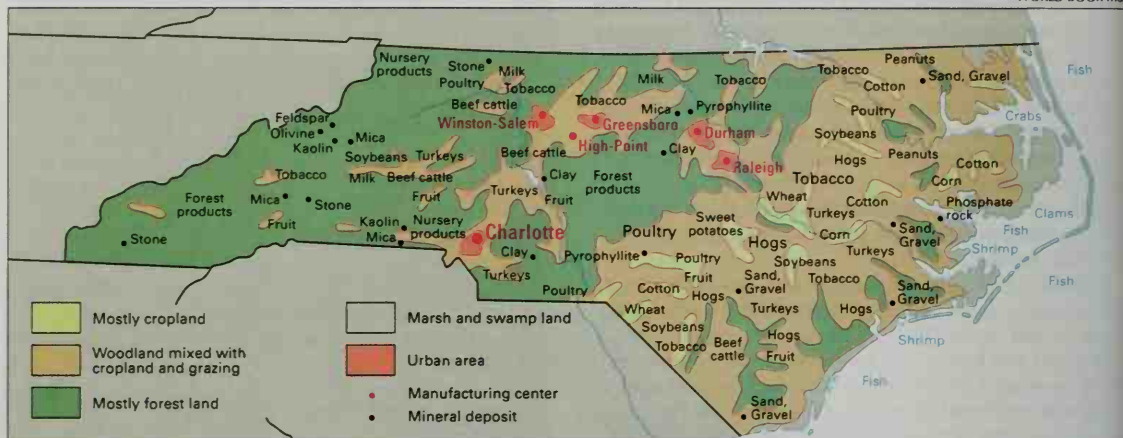 Nursery
products
Stone
Milk
Poultry
Tobacco
Beef cattle
Winston-Salem
Tobacco
Greensboro
High-Point
Milk
Tobacco
Mica
Pyrophyllite
Durham
Clay
Raleigh
Forest
products
Tobacco
Peanuts
Sand, Gravel
Cotton
Poultry
Soybeans
Hogs
Peanuts
Cotton
Corn
Tobacco
Wheat
Cotton
Turkeys
Corn
Sand,
Gravel
Phosphate
rock
Turkeys
Fish
Crabs
Clams
Fish
Shrimp
Fish
Feldspar
Olivine
Kaolin
Mica
Soybeans
Turkeys
Milk
Beef cattle
Tobacco
Beef cattle
Clay
Fruit
Turkeys
Fruit
Forest
products
Mica
Stone
Fruit
Stone
Kaolin
Mica
Nursery
products
Charlotte
Clay
Turkeys
Poultry
Sweet
potatoes
Poultry
Hogs
Pyrophyllite
Poultry
Fruit
Cotton
Hogs
Sand,
Gravel
Soybeans
Tobacco
Sand,
Gravel
Wheat
Soybeans
Tobacco
Turkeys
Hogs
Beef
cattle
Hogs
Fruit
Sand,
Gravel
Shrimp
Fish
Mostly cropland
Woodland mixed with
cropland and grazing
Mostly forest land
Marsh and swamp land
Urban area
Manufacturing center
Mineral deposit